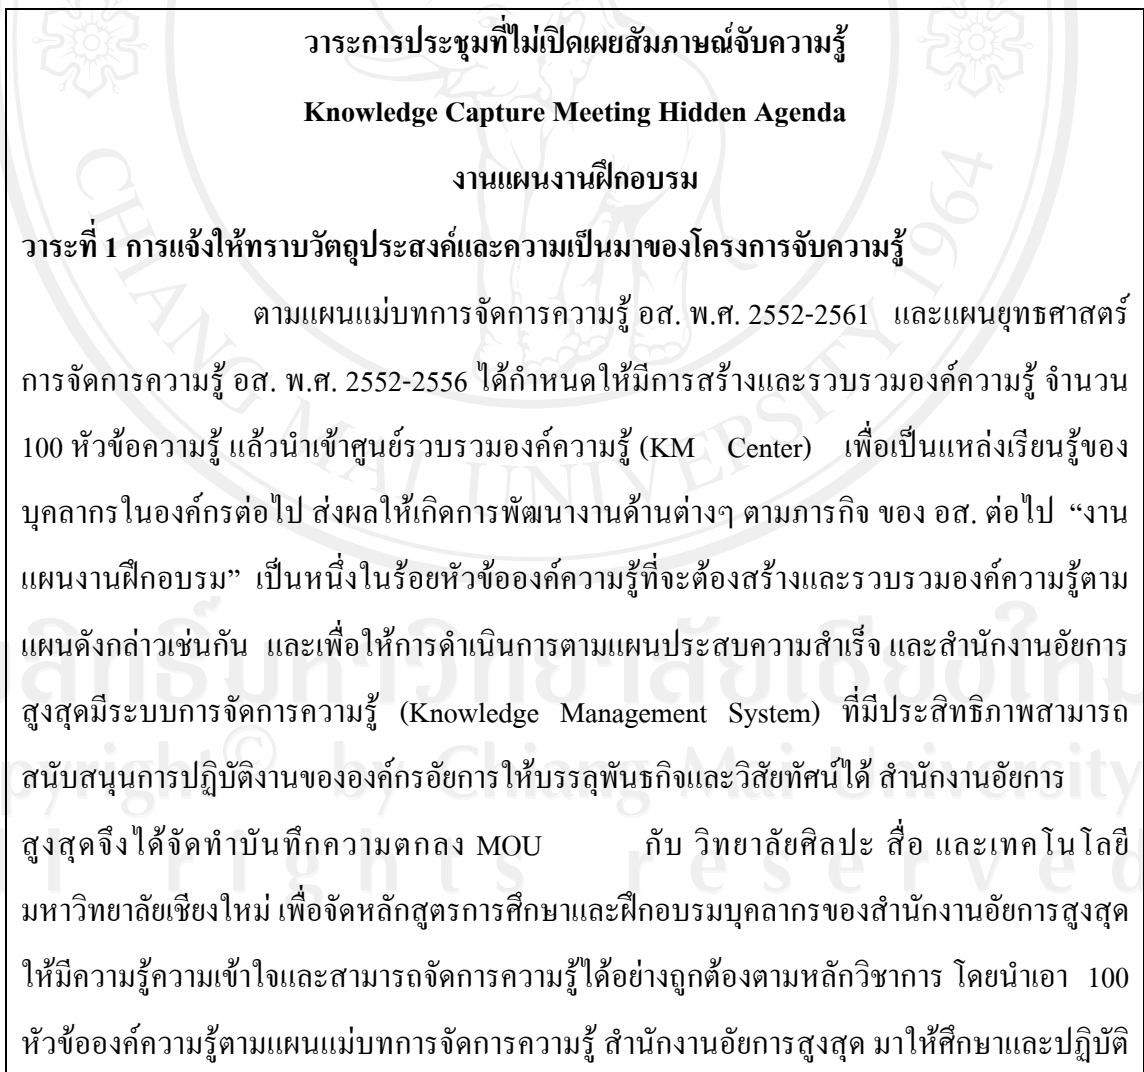 วาระการประชุมที่ไม่เปิดเผยสัมภาษณ์จับความรู้
Knowledge Capture Meeting Hidden Agenda
งานแผนงานฝึกอบรม
วาระที่ 1 การแจ้งให้ทราบวัตถุประสงค์และความเป็นมาของโครงการจับความรู้
ตามแผนแม่บทการจัดการความรู้ อส. พ.ศ. 2552-2561 และแผนยุทธศาสตร์
การจัดการความรู้ อส. พ.ศ. 2552-2556 ได้กำหนดให้มีการสร้างและรวบรวมองค์ความรู้ จำนวน
100 หัวข้อความรู้ แล้วนำเข้าศูนย์รวบรวมองค์ความรู้ (KM Center) เพื่อเป็นแหล่งเรียนรู้ของ
บุคลากรในองค์กรต่อไป ส่งผลให้เกิดการพัฒนางานด้านต่างๆ ตามภารกิจ ของ อส. ต่อไป “งาน
แผนงานฝึกอบรม” เป็นหนึ่งในร้อยหัวข้อองค์ความรู้ที่จะต้องสร้างและรวบรวมองค์ความรู้ตาม
แผนดังกล่าวเช่นกัน และเพื่อให้การดำเนินการตามแผนประสบความสำเร็จ และสำนักงานอัยการ
สูงสุดมีระบบการจัดการความรู้ (Knowledge Management System) ที่มีประสิทธิภาพสามารถ
สนับสนุนการปฏิบัติงานขององค์กรอัยการให้บรรลุพันธกิจและวิสัยทัศน์ได้ สำนักงานอัยการ
สูงสุดจึงได้จัดทำบันทึกความตกลง MOU กับ วิทยาลัยศิลปะ สื่อ และเทคโนโลยี
มหาวิทยาลัยเชียงใหม่ เพื่อจัดหลักสูตรการศึกษาและฝึกอบรมบุคลากรของสำนักงานอัยการสูงสุด
ให้มีความรู้ความเข้าใจและสามารถจัดการความรู้ได้อย่างถูกต้องตามหลักวิชาการ โดยนำเอา 100
หัวข้อองค์ความรู้ตามแผนแม่บทการจัดการความรู้ สำนักงานอัยการสูงสุด มาให้ศึกษาและปฏิบัติ
CHIANG MAI UNIVERSITY 1964
ลิขสิทธิ์มหาวิทยาลัยเชียงใหม่
pyright© by Chiang Mai University
l rights reserved